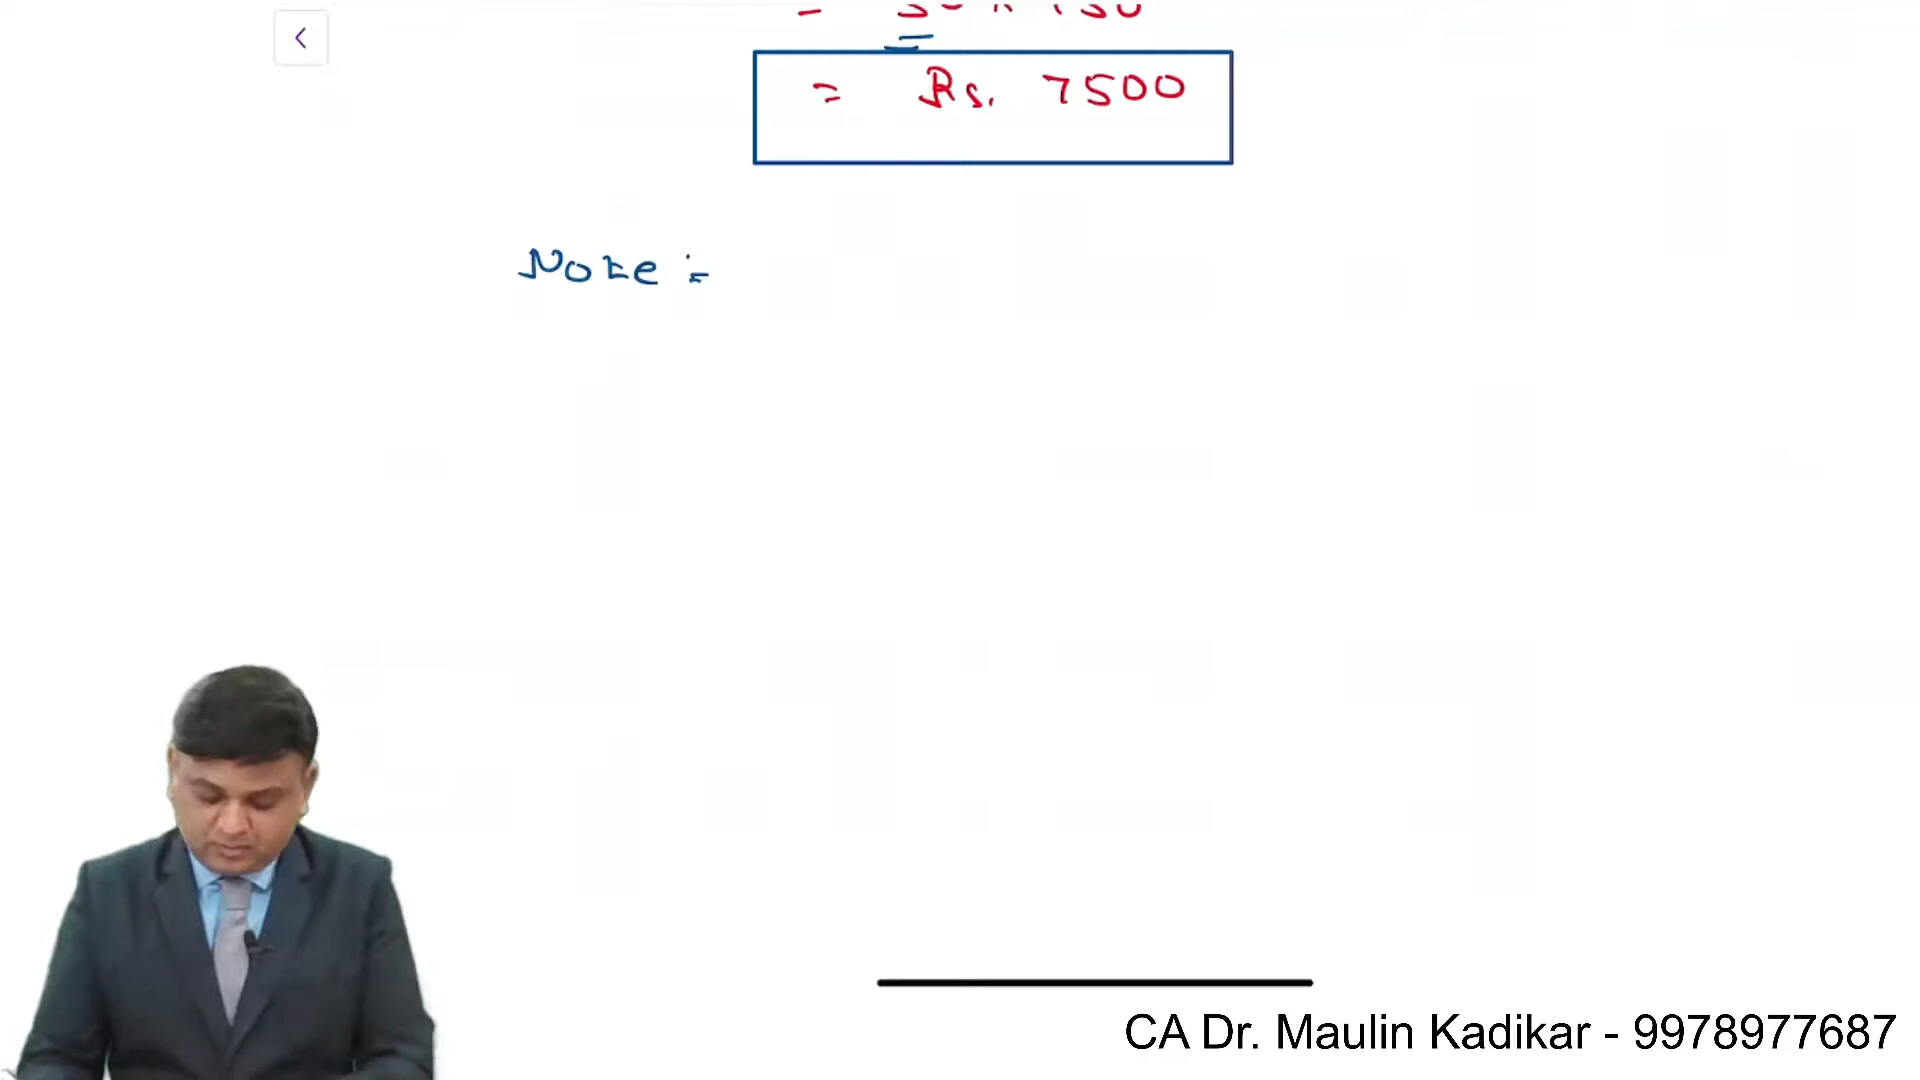 = Rs. 7500
Note :-
CA Dr. Maulin Kadikar - 9978977687